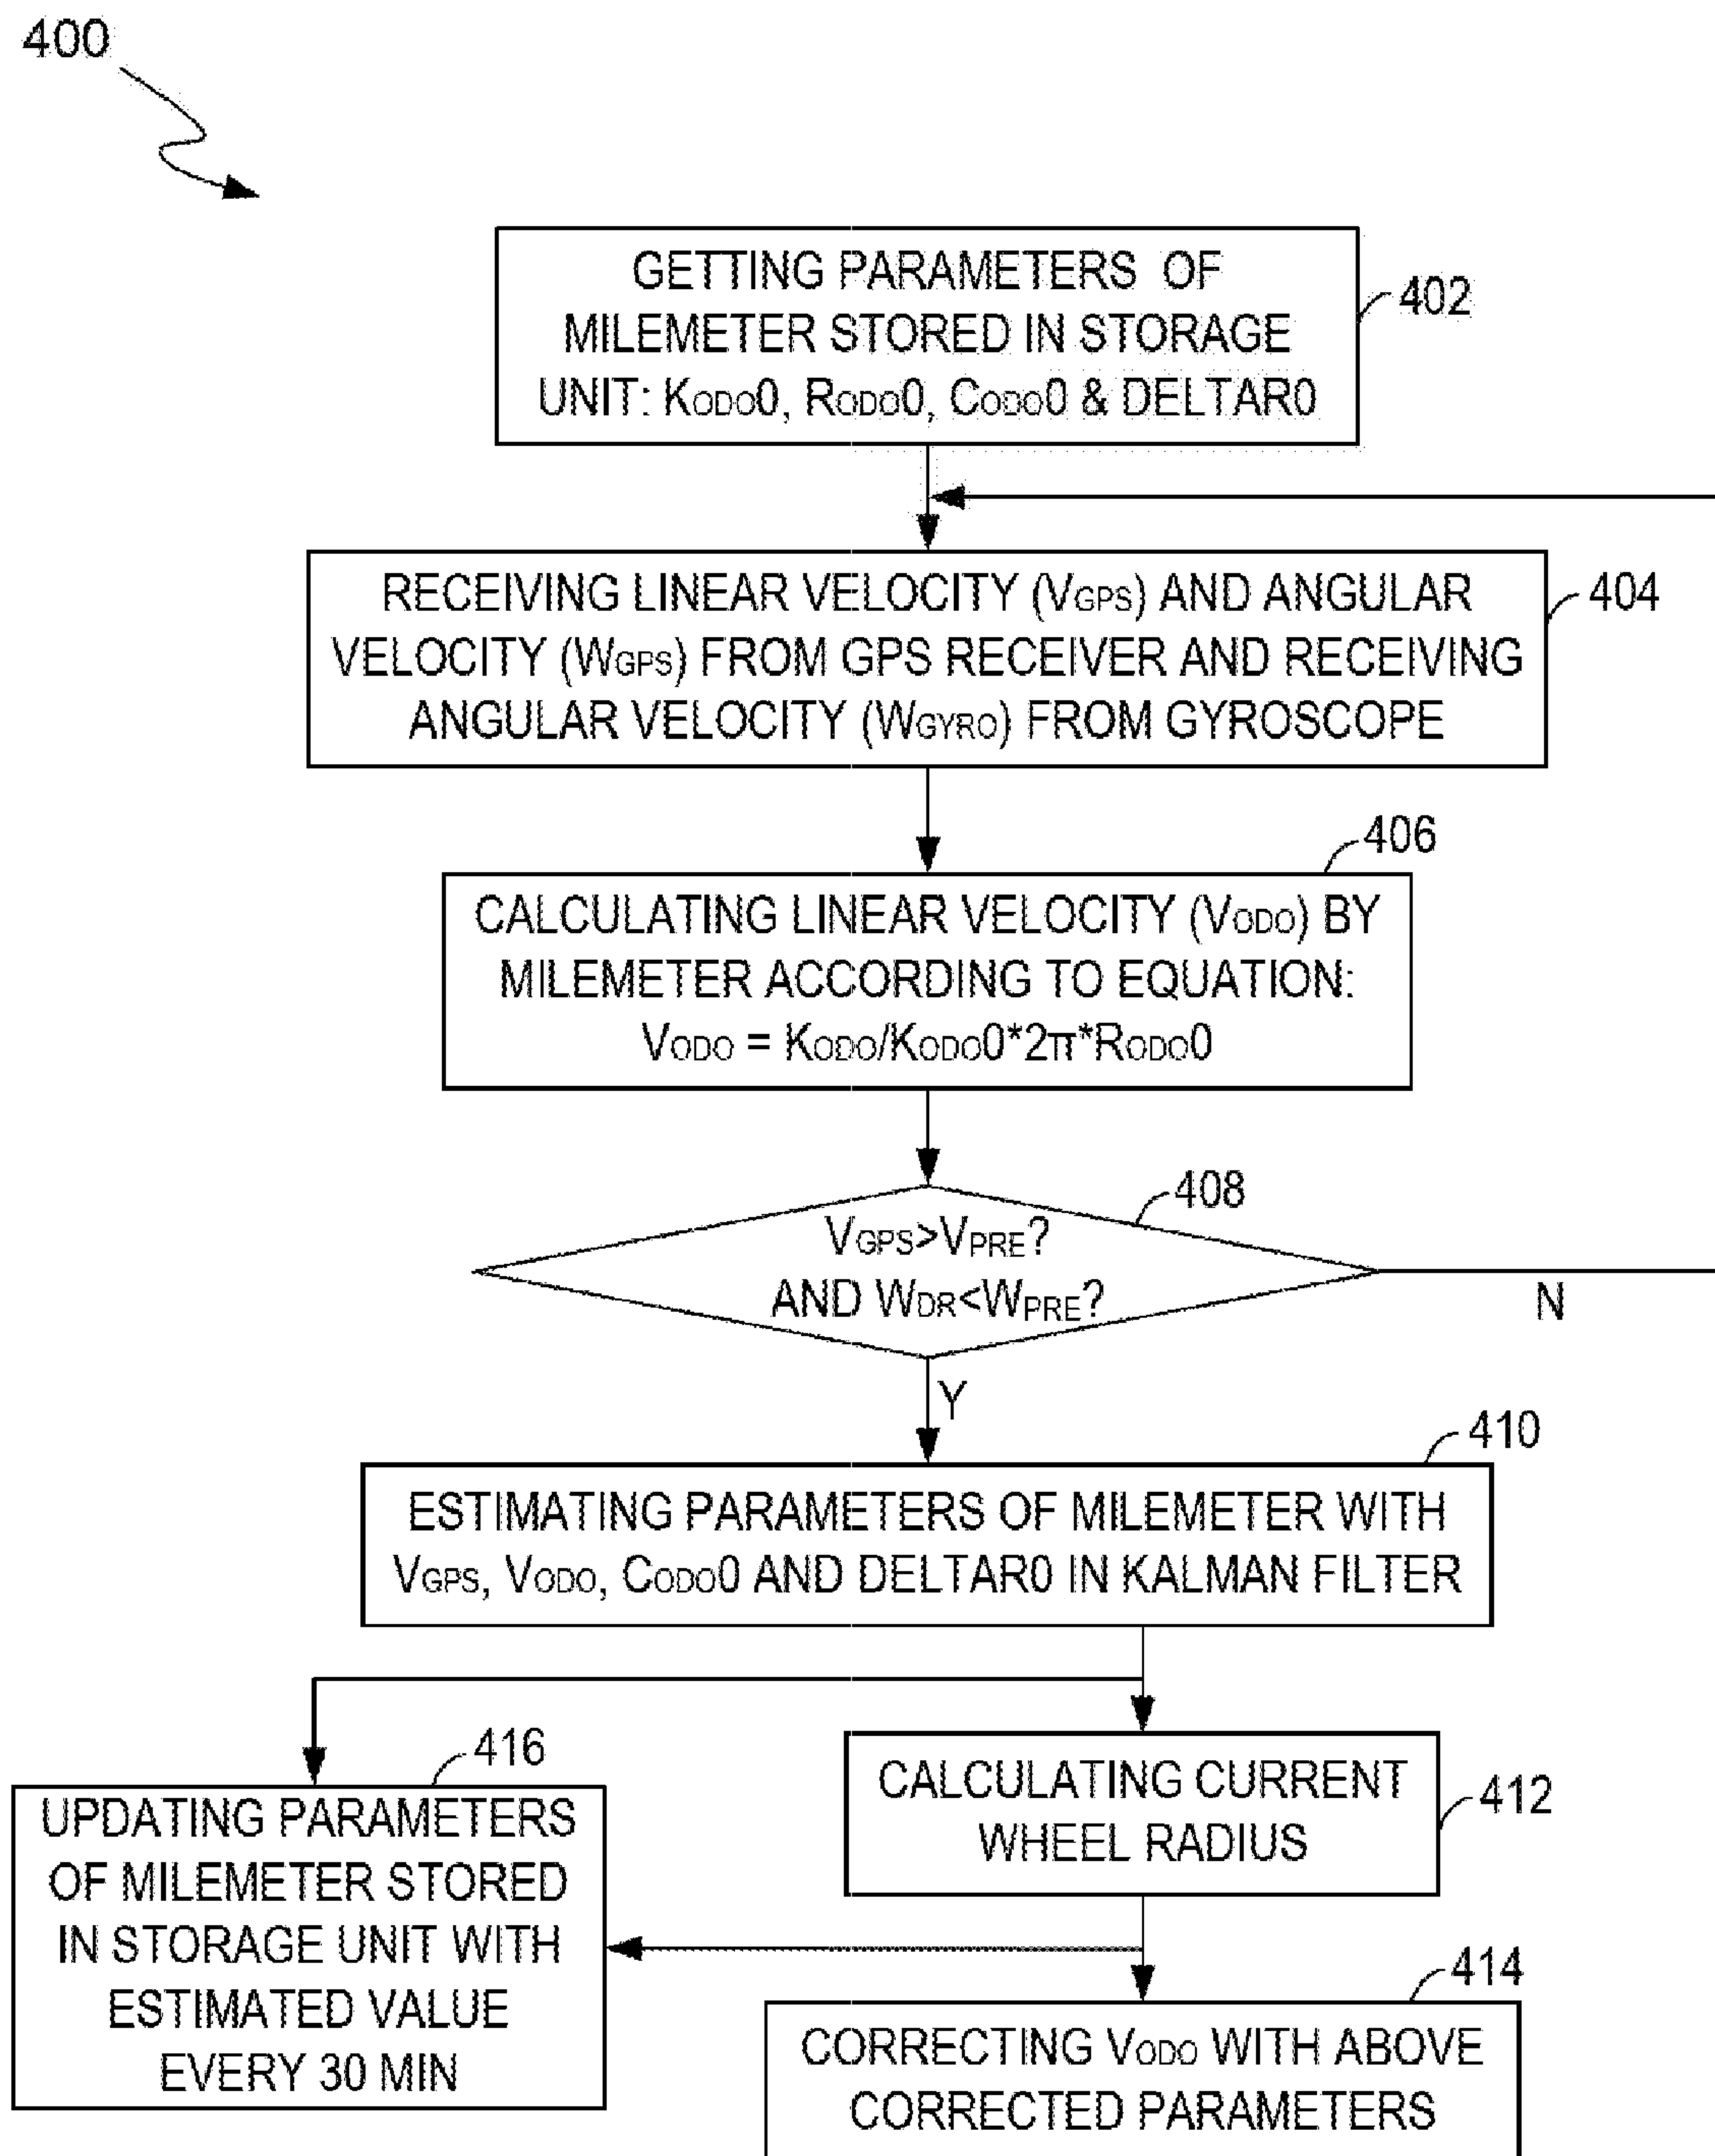 400
GETTING PARAMETERS OF
MILEMETER STORED IN STORAGE
UNIT: KODO0, RODO0, CODO0 & DELTAR0
402
RECEIVING LINEAR VELOCITY (VGPS) AND ANGULAR
VELOCITY (WGPS) FROM GPS RECEIVER AND RECEIVING
ANGULAR VELOCITY (WGYRO) FROM GYROSCOPE
404
406
CALCULATING LINEAR VELOCITY (VODO) BY
MILEMETER ACCORDING TO EQUATION:
VODO = KODO/KODO0*2π*RODO0
408
VGPS>VPRE?
AND WDR<WPRE?
N
Y
410
ESTIMATING PARAMETERS OF MILEMETER WITH
VGPS, VODO, CODO0 AND DELTAR0 IN KALMAN FILTER
416
UPDATING PARAMETERS
OF MILEMETER STORED
IN STORAGE UNIT WITH
ESTIMATED VALUE
EVERY 30 MIN
CALCULATING CURRENT
WHEEL RADIUS
412
414
CORRECTING VODO WITH ABOVE
CORRECTED PARAMETERS